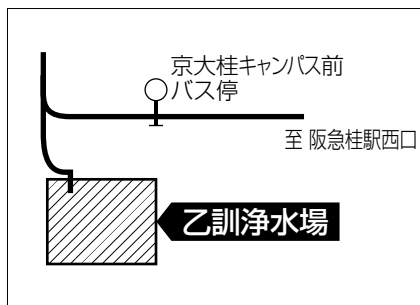 京大桂キャンパス前
バス停
至 阪急桂駅西口
乙訓浄水場